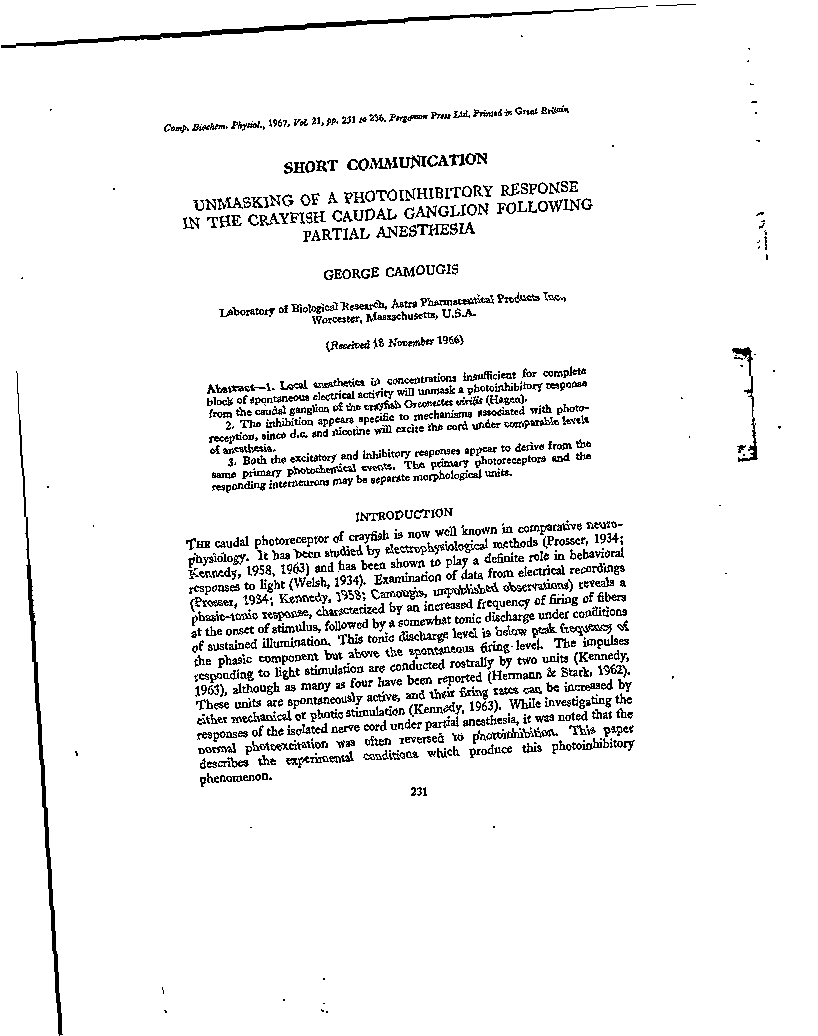 Comp. Biochem. Physiol., 1967, Vol. 21, pp. 231 to 236. Pergamon Press Ltd. Printed in Great Britain
SHORT COMMUNICATION
UNMASKING OF A PHOTOINHIBITORY RESPONSE
IN THE CRAYFISH CAUDAL GANGLION FOLLOWING
PARTIAL ANESTHESIA
GEORGE CAMOUGIS
Laboratory of Biological Research, Astra Pharmaceutical Products Inc.,
Worcester, Massachusetts, U.S.A.
(Received 18 November 1966)
Abstract—1. Local anesthetics in concentrations insufficient for complete
block of spontaneous electrical activity will unmask a photoinhibitory response
from the caudal ganglion of the crayfish Orconectes virilis (Hagen).
2. The inhibition appears specific to mechanisms associated with photo-
reception, since d.c. and nicotine will excite the cord under comparable levels
of anesthesia.
3. Both the excitatory and inhibitory responses appear to derive from the
same primary photochemical events. The primary photoreceptors and the
responding interneurons may be separate morphological units.
INTRODUCTION
THE caudal photoreceptor of crayfish is now well known in comparative neuro-
physiology. It has been studied by electrophysiological methods (Prosser, 1934;
Kennedy, 1958, 1963) and has been shown to play a definite role in behavioral
responses to light (Welsh, 1934). Examination of data from electrical recordings
(Prosser, 1934; Kennedy, 1958; Camougis, unpublished observations) reveals a
phasic-tonic response, characterized by an increased frequency of firing of fibers
at the onset of stimulus, followed by a somewhat tonic discharge under conditions
of sustained illumination. This tonic discharge level is below peak frequency of
the phasic component but above the spontaneous firing level. The impulses
responding to light stimulation are conducted rostrally by two units (Kennedy,
1963), although as many as four have been reported (Hermann & Stark, 1962).
These units are spontaneously active, and their firing rates can be increased by
either mechanical or photic stimulation (Kennedy, 1963). While investigating the
responses of the isolated nerve cord under partial anesthesia, it was noted that the
normal photoexcitation was often reversed to photoinhibition. This paper
describes the experimental conditions which produce this photoinhibitory
phenomenon.
231